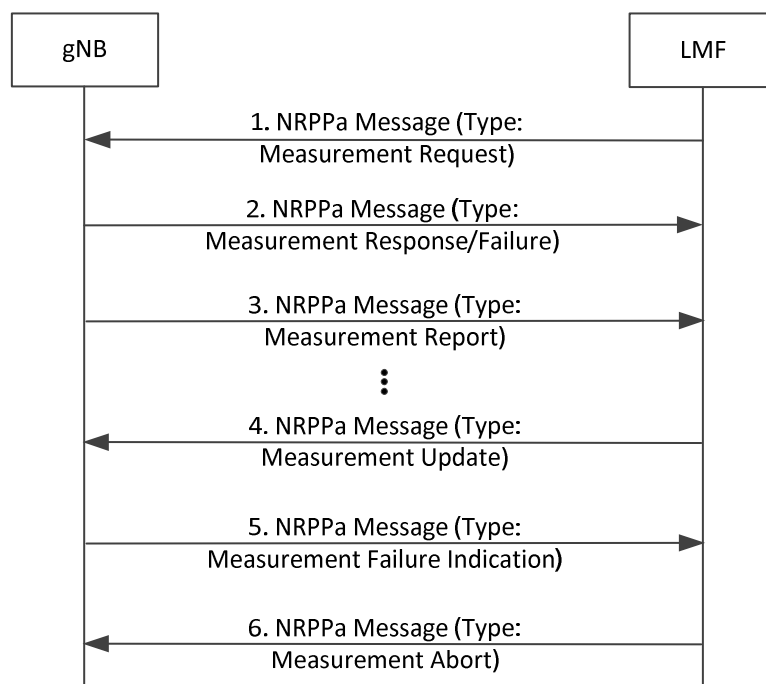 gNB
LMF
1. NRPPa Message (Type:
Measurement Request)
2. NRPPa Message (Type:
Measurement Response/Failure)
3. NRPPa Message (Type:
Measurement Report)
4. NRPPa Message (Type:
Measurement Update)
5. NRPPa Message (Type:
Measurement Failure Indication)
6. NRPPa Message (Type:
Measurement Abort)